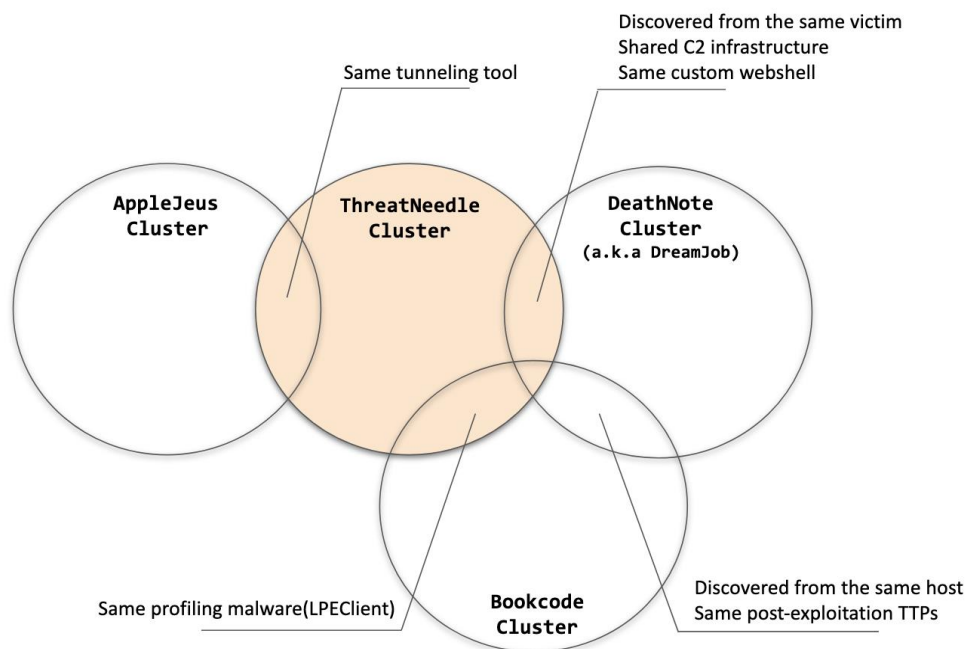 Discovered from the same victim
Shared C2 infrastructure
Same custom webshell
Same tunneling tool
AppleJeus
Cluster
ThreatNeedle
Cluster
DeathNote
Cluster
(a.k.a DreamJob)
Same profiling malware(LPEClient)
Bookcode
Cluster
Discovered from the same host
Same post-exploitation TTPs